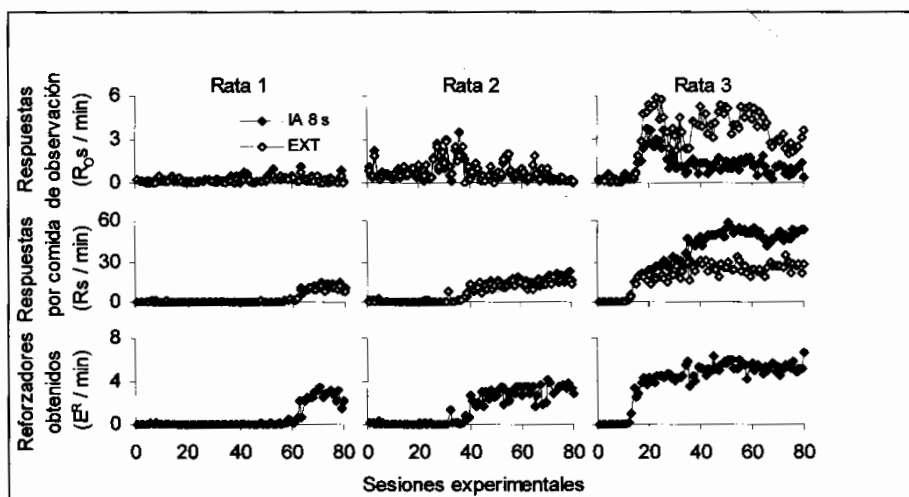 Rata 1
Rata 2
Rata 3
Respuestas
de observación
(Ros / min)
6
3
0
IA 8 s
EXT
Respuestas
por comida
(Rs / min)
60
30
0
Reforzadores
obtenidos
(Eᴿ / min)
8
4
0
0 20 40 60 80
0 20 40 60 80
0 20 40 60 80
Sesiones experimentales